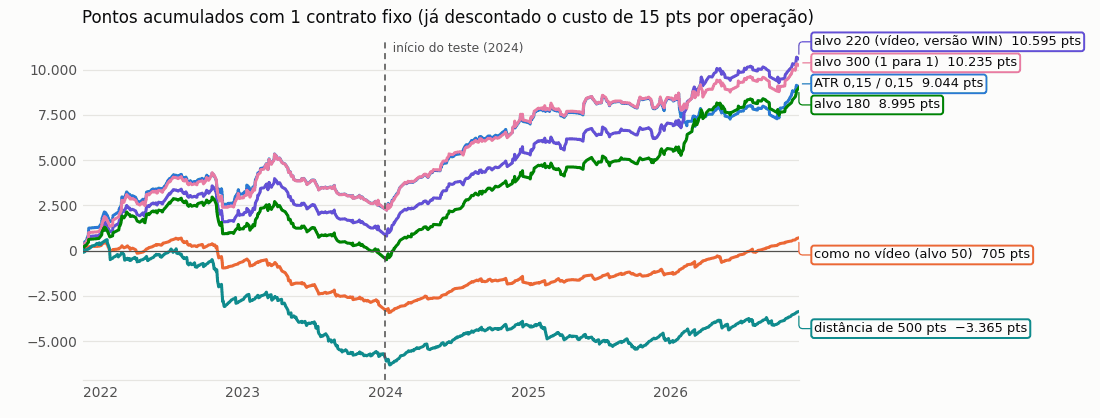 Pontos acumulados com 1 contrato fixo (já descontado o custo de 15 pts por operação)
início do teste (2024)
alvo 220 (vídeo, versão WIN)  10.595 pts
alvo 300 (1 para 1)  10.235 pts
ATR 0,15 / 0,15  9.044 pts
alvo 180  8.995 pts
como no vídeo (alvo 50)  705 pts
distância de 500 pts  −3.365 pts
10.000
7.500
5.000
2.500
0
−2.500
−5.000
2022 2023 2024 2025 2026